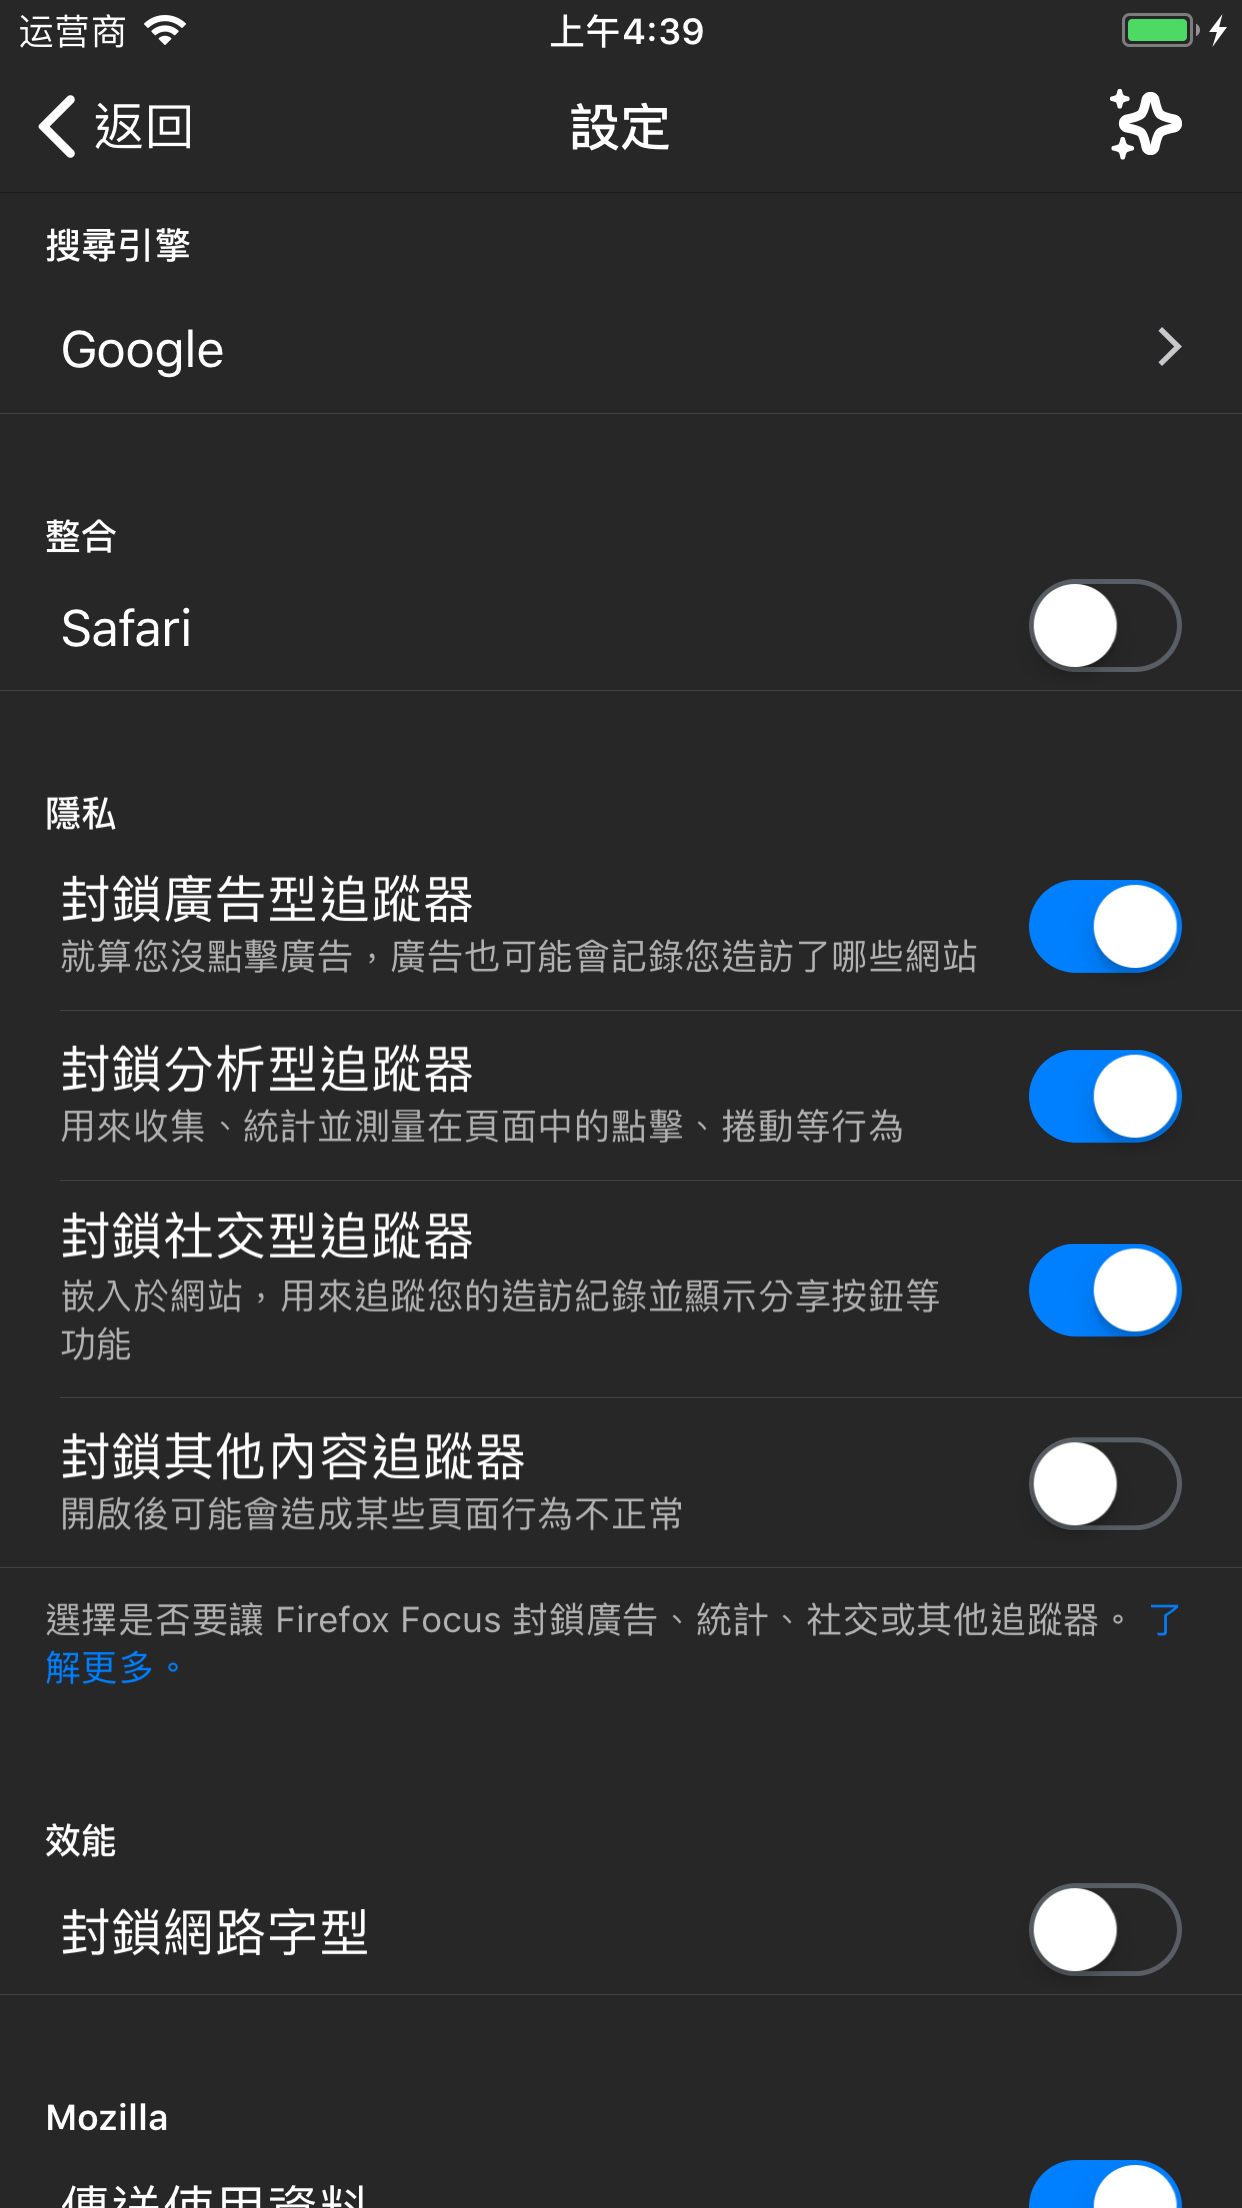 运营商
上午4:39
返回
設定
搜尋引擎
Google
整合
Safari
隱私
封鎖廣告型追蹤器
就算您沒點擊廣告，廣告也可能會記錄您造訪了哪些網站
封鎖分析型追蹤器
用來收集、統計並測量在頁面中的點擊、捲動等行為
封鎖社交型追蹤器
嵌入於網站，用來追蹤您的造訪紀錄並顯示分享按鈕等
功能
封鎖其他內容追蹤器
開啟後可能會造成某些頁面行為不正常
選擇是否要讓 Firefox Focus 封鎖廣告、統計、社交或其他追蹤器。 了
解更多。
效能
封鎖網路字型
Mozilla
傳送使用資料